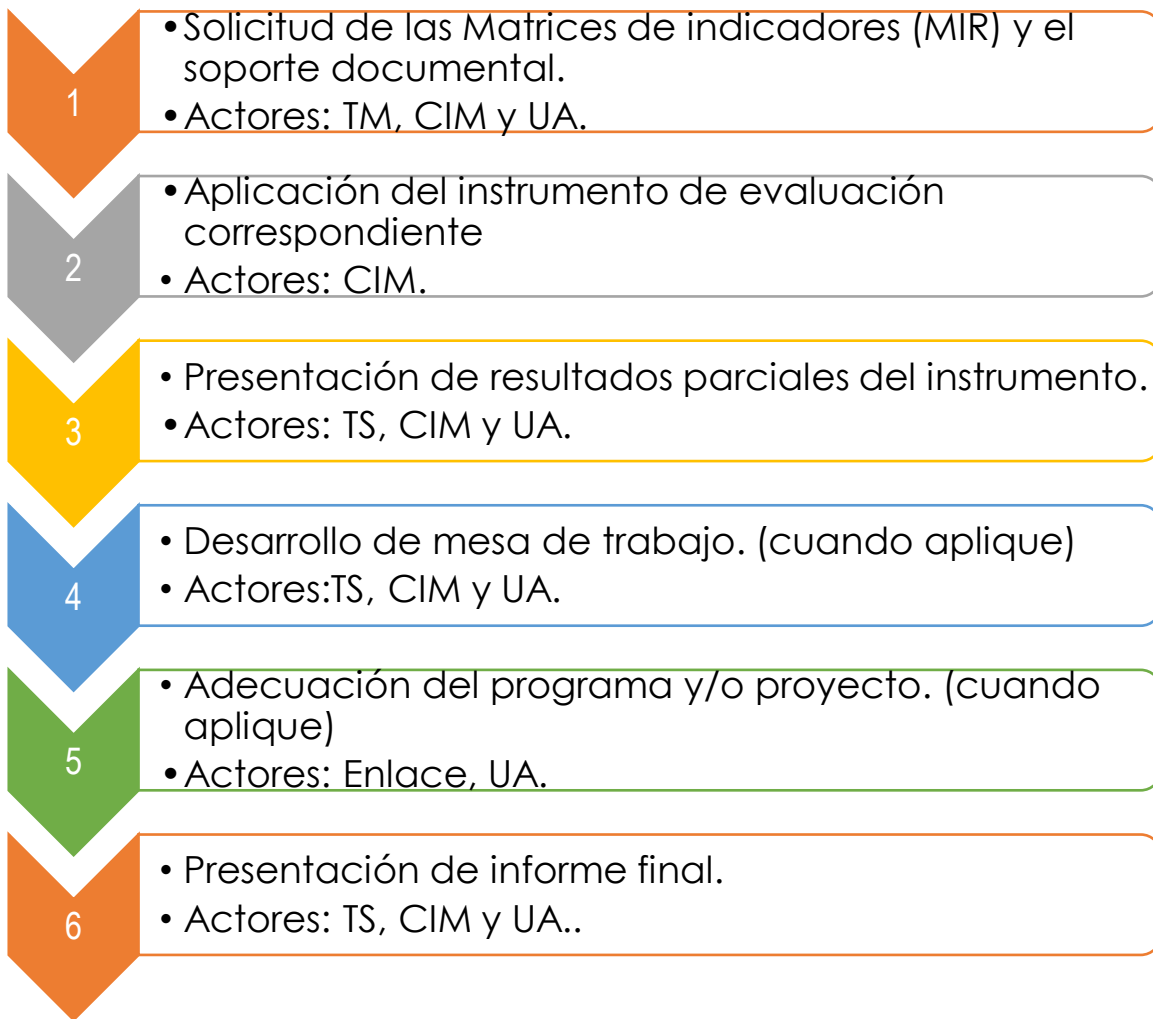 1
•Solicitud de las Matrices de indicadores (MIR) y el
soporte documental.
•Actores: TM, CIM y UA.
2
•Aplicación del instrumento de evaluación
correspondiente
• Actores: CIM.
3
• Presentación de resultados parciales del instrumento.
•Actores: TS, CIM y UA.
4
• Desarrollo de mesa de trabajo. (cuando aplique)
• Actores:TS, CIM y UA.
5
• Adecuación del programa y/o proyecto. (cuando
aplique)
•Actores: Enlace, UA.
6
• Presentación de informe final.
• Actores: TS, CIM y UA..